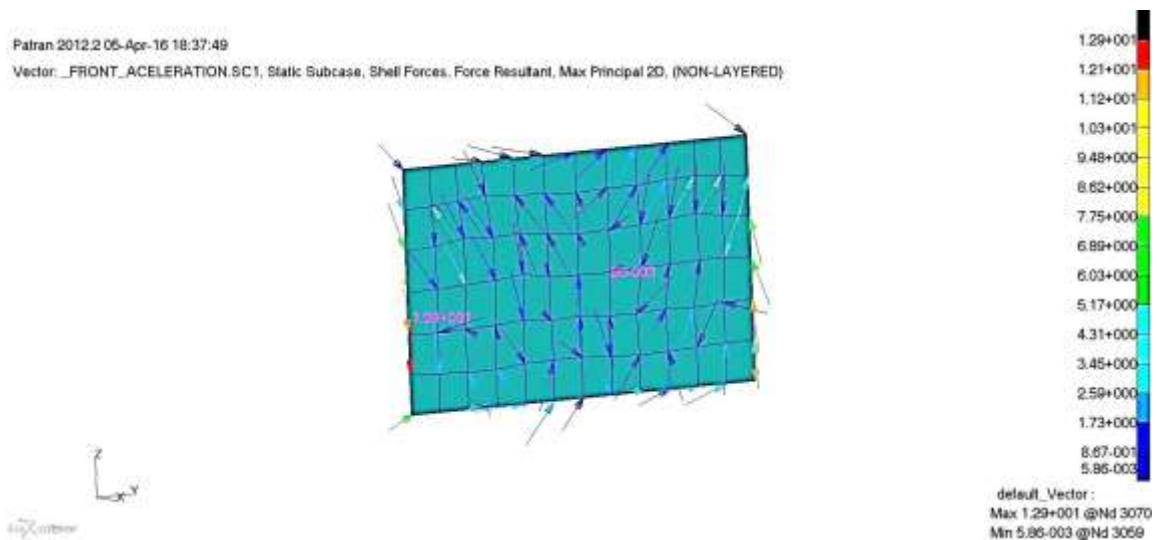 Patran 2012.2 05-Apr-16 18:37:49
Vector: _FRONT_ACELERATION.SC1, Static Subcase, Shell Forces, Force Resultant, Max Principal 2D, (NON-LAYERED)
1.29+001
1.21+001
1.12+001
1.03+001
9.48+000
8.62+000
7.75+000
6.89+000
6.03+000
5.17+000
4.31+000
3.45+000
2.59+000
1.73+000
8.67-001
5.86-003
1.29+001
Z
X Y
default_Vector :
Max 1.29+001 @Nd 3070
Min 5.86-003 @Nd 3059